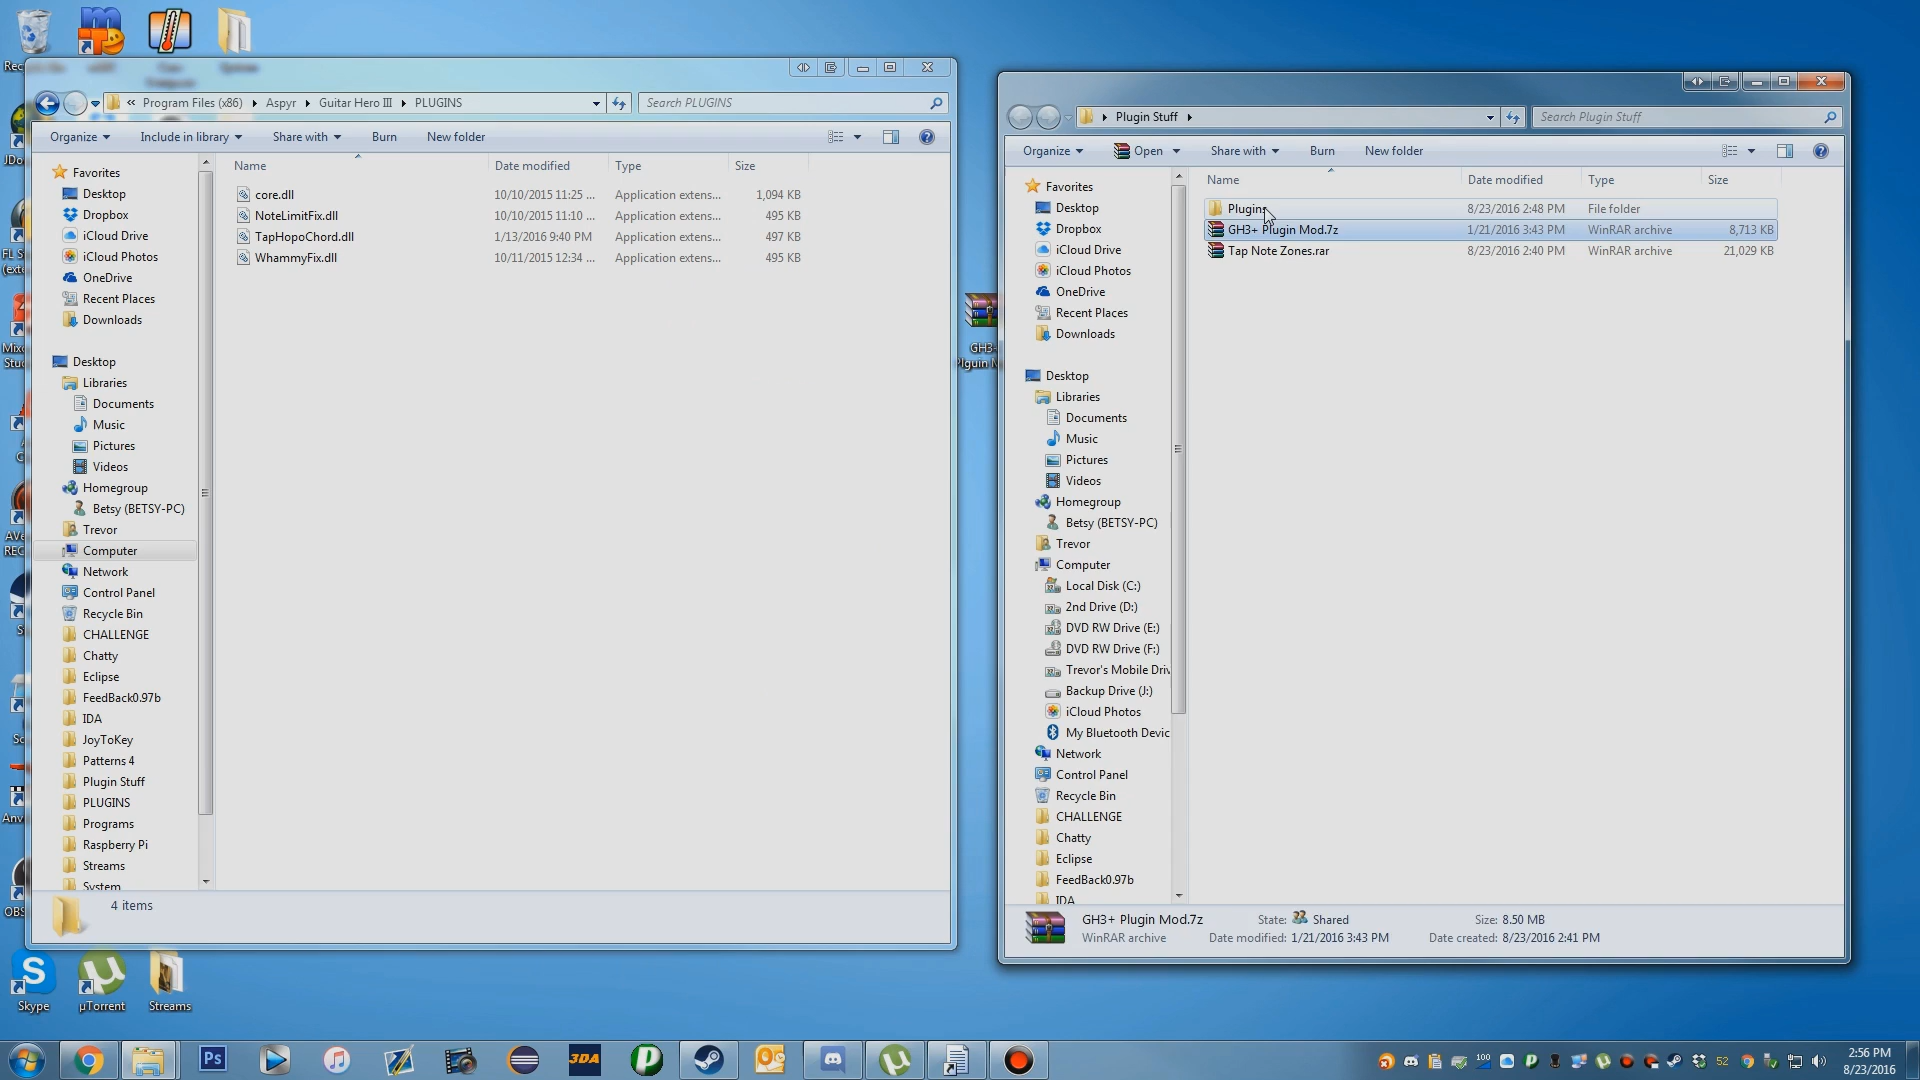 « Program Files (x86) Aspyr Guitar Hero III PLUGINS
Search PLUGINS
Organize Include in library Share with Burn New folder
Name Date modified Type Size
core.dll 10/10/2015 11:25 ... Application extens... 1,094 KB
NoteLimitFix.dll 10/10/2015 11:10 ... Application extens... 495 KB
TapHopoChord.dll 1/13/2016 9:40 PM Application extens... 497 KB
WhammyFix.dll 10/11/2015 12:34 ... Application extens... 495 KB
Favorites
Desktop
Dropbox
iCloud Drive
iCloud Photos
OneDrive
Recent Places
Downloads
Desktop
Libraries
Documents
Music
Pictures
Videos
Homegroup
Betsy (BETSY-PC)
Trevor
Computer
Network
Control Panel
Recycle Bin
CHALLENGE
Chatty
Eclipse
FeedBack0.97b
IDA
JoyToKey
Patterns 4
Plugin Stuff
PLUGINS
Programs
Raspberry Pi
Streams
System
4 items
GH3-
Plugin Stuff
Search Plugin Stuff
Organize Open Share with Burn New folder
Name Date modified Type Size
Plugins 8/23/2016 2:48 PM File folder
GH3+ Plugin Mod.7z 1/21/2016 3:43 PM WinRAR archive 8,713 KB
Tap Note Zones.rar 8/23/2016 2:40 PM WinRAR archive 21,029 KB
Favorites
Desktop
Dropbox
iCloud Drive
iCloud Photos
OneDrive
Recent Places
Downloads
Desktop
Libraries
Documents
Music
Pictures
Videos
Homegroup
Betsy (BETSY-PC)
Trevor
Computer
Local Disk (C:)
2nd Drive (D:)
DVD RW Drive (E:)
DVD RW Drive (F:)
Trevor's Mobile Driv
Backup Drive (J:)
iCloud Photos
My Bluetooth Devic
Network
Control Panel
Recycle Bin
CHALLENGE
Chatty
Eclipse
FeedBack0.97b
IDA
GH3+ Plugin Mod.7z State: Shared Size: 8.50 MB
WinRAR archive Date modified: 1/21/2016 3:43 PM Date created: 8/23/2016 2:41 PM
Skype
µTorrent
Streams
Ps
3DA
100
52
2:56 PM
8/23/2016